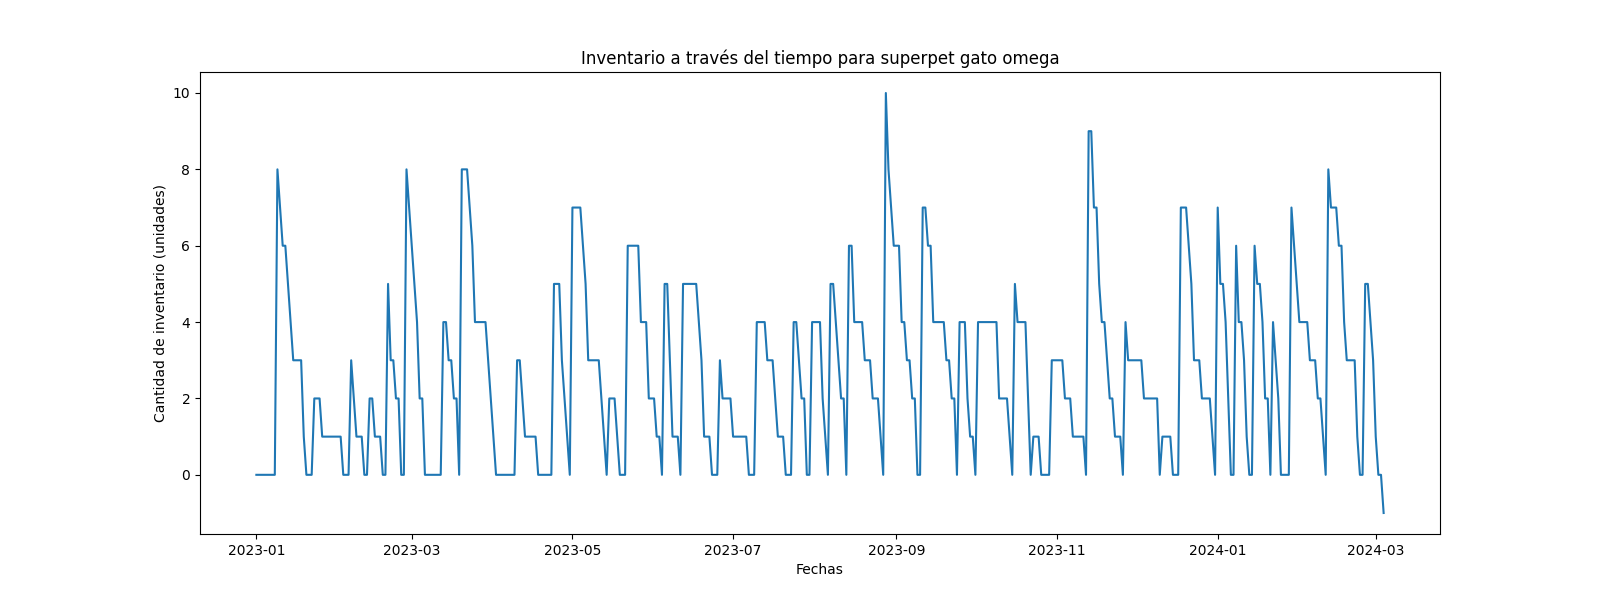 Inventario a través del tiempo para superpet gato omega
Cantidad de inventario (unidades)
10
8
6
4
2
0
2023-01 2023-03 2023-05 2023-07 2023-09 2023-11 2024-01 2024-03
Fechas